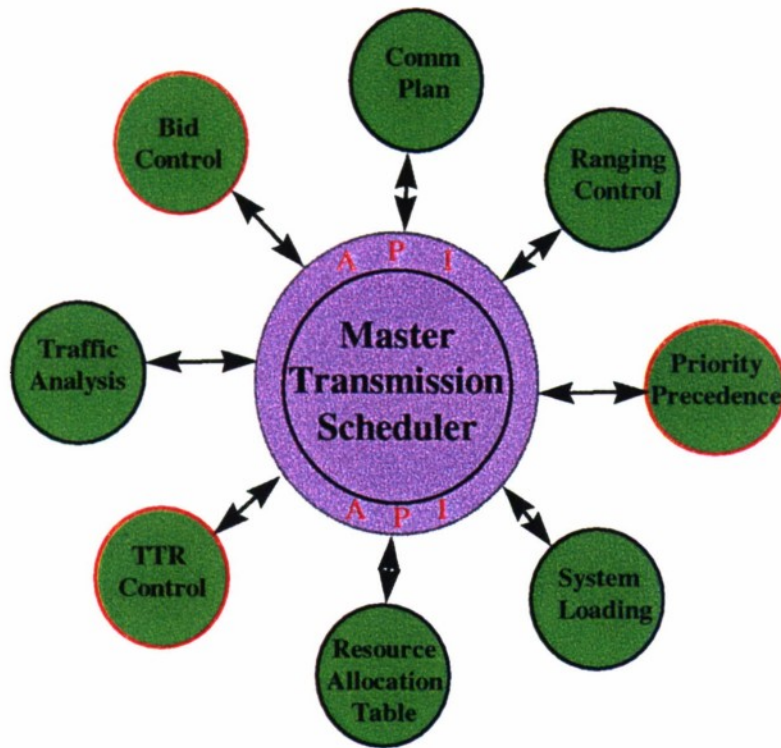 Comm
Plan
Bid
Control
Ranging
Control
A P I
Master
Transmission
Scheduler
Traffic
Analysis
Priority
Precedence
A P I
TTR
Control
System
Loading
Resource
Allocation
Table